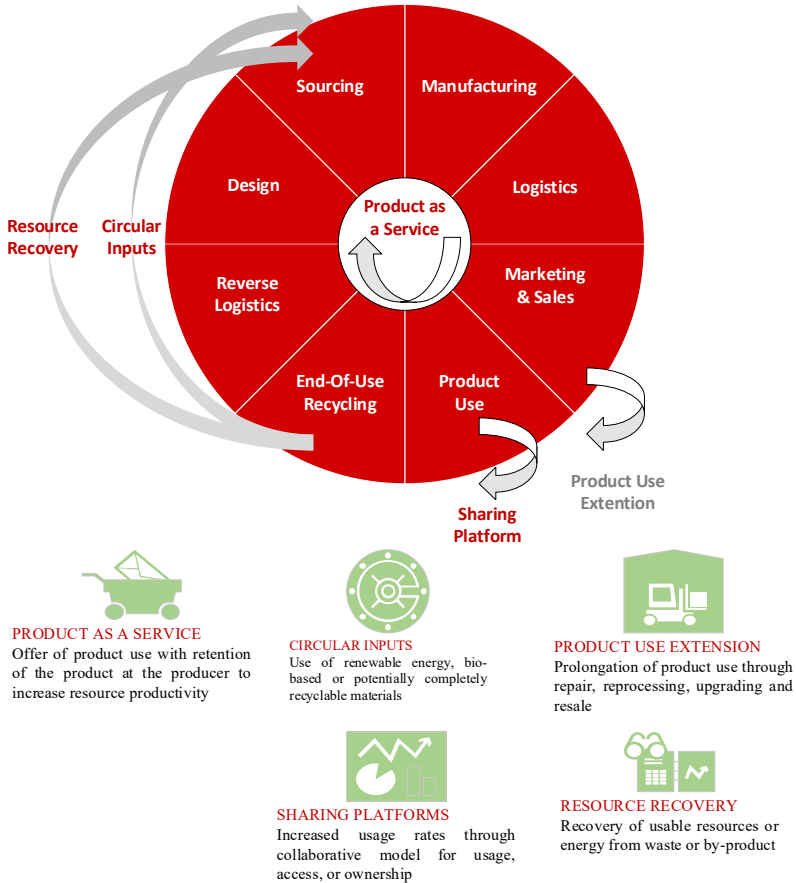 Sourcing
Manufacturing
Design
Logistics
Product as
a Service
Resource
Recovery
Circular
Inputs
Reverse
Logistics
Marketing
& Sales
End-Of-Use
Recycling
Product
Use
Product Use
Extention
Sharing
Platform
PRODUCT AS A SERVICE
Offer of product use with retention
of the product at the producer to
increase resource productivity
CIRCULAR INPUTS
Use of renewable energy, bio-
based or potentially completely
recyclable materials
PRODUCT USE EXTENSION
Prolongation of product use through
repair, reprocessing, upgrading and
resale
SHARING PLATFORMS
Increased usage rates through
collaborative model for usage,
access, or ownership
RESOURCE RECOVERY
Recovery of usable resources or
energy from waste or by-product